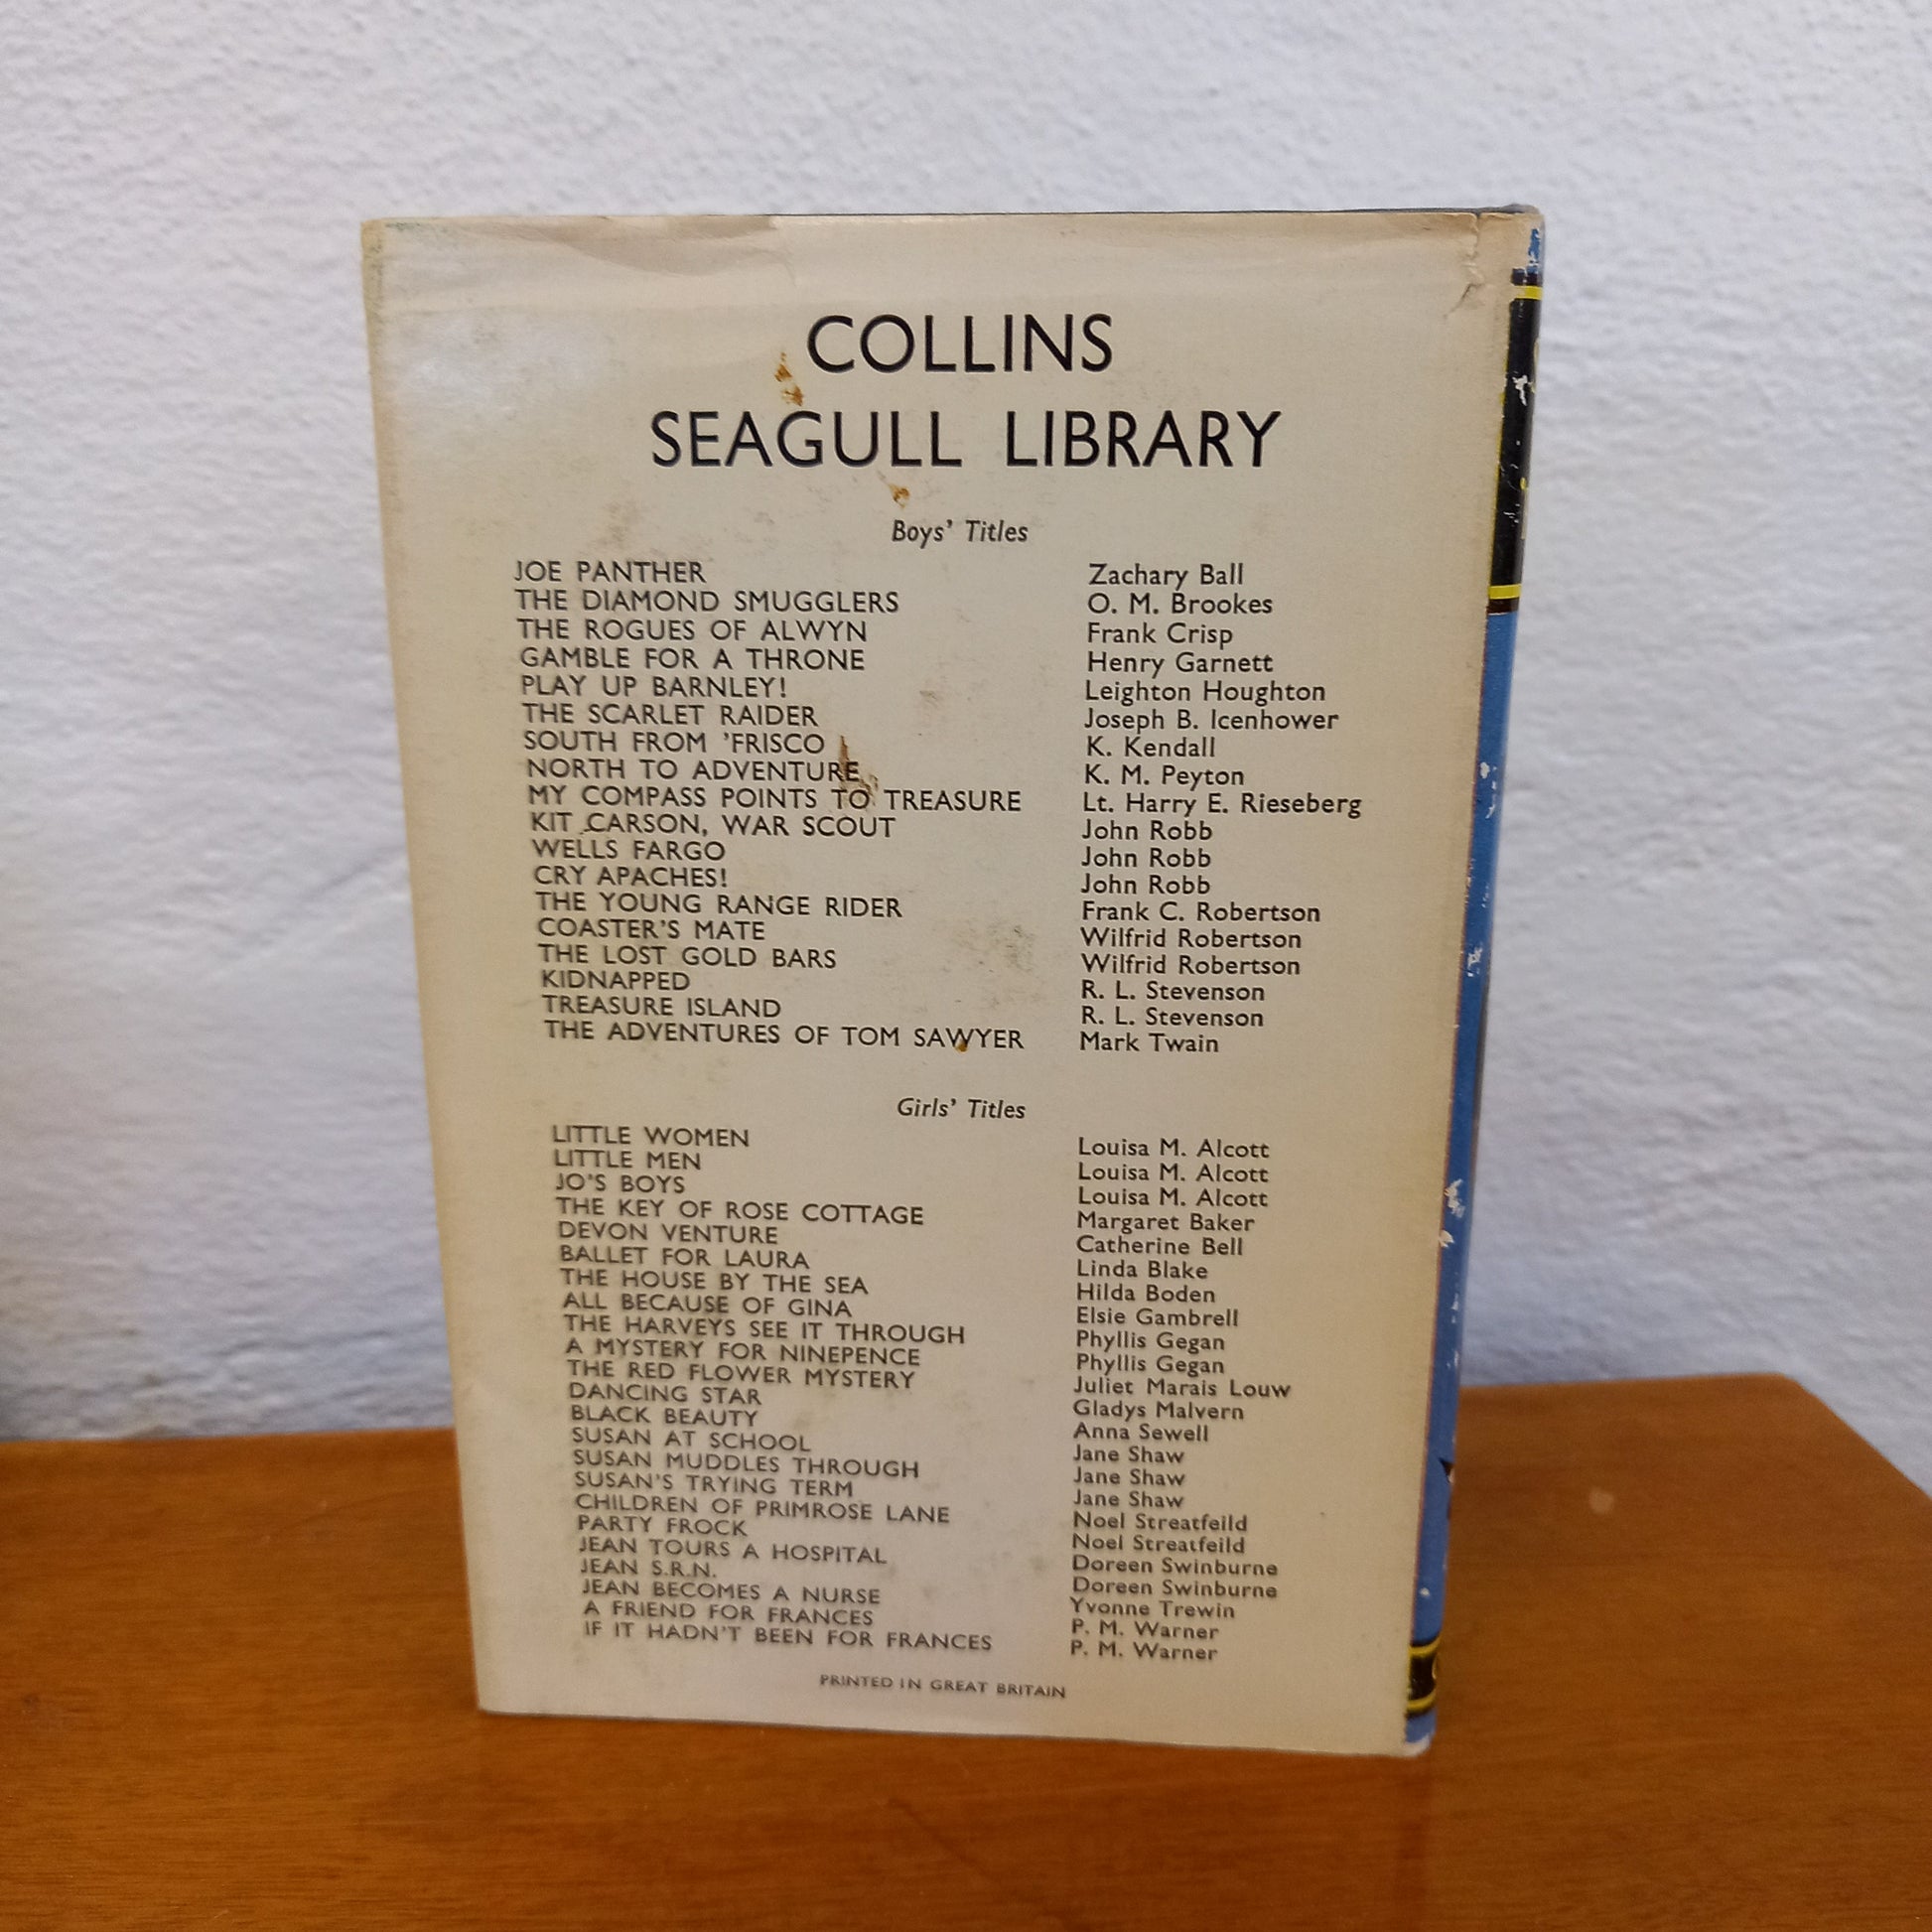 COLLINS
SEAGULL LIBRARY
Boys' Titles
JOE PANTHER Zachary Ball
THE DIAMOND SMUGGLERS O. M. Brookes
THE ROGUES OF ALWYN Frank Crisp
GAMBLE FOR A THRONE Henry Garnett
PLAY UP BARNLEY! Leighton Houghton
THE SCARLET RAIDER Joseph B. Icenhower
SOUTH FROM 'FRISCO K. Kendall
NORTH TO ADVENTURE K. M. Peyton
MY COMPASS POINTS TO TREASURE Lt. Harry E. Rieseberg
KIT CARSON, WAR SCOUT John Robb
WELLS FARGO John Robb
CRY APACHES! John Robb
THE YOUNG RANGE RIDER Frank C. Robertson
COASTER'S MATE Wilfrid Robertson
THE LOST GOLD BARS Wilfrid Robertson
KIDNAPPED R. L. Stevenson
TREASURE ISLAND R. L. Stevenson
THE ADVENTURES OF TOM SAWYER Mark Twain
Girls' Titles
LITTLE WOMEN Louisa M. Alcott
LITTLE MEN Louisa M. Alcott
JO'S BOYS Louisa M. Alcott
THE KEY OF ROSE COTTAGE Margaret Baker
DEVON VENTURE Catherine Bell
BALLET FOR LAURA Linda Blake
THE HOUSE BY THE SEA Hilda Boden
ALL BECAUSE OF GINA Elsie Gambrell
THE HARVEYS SEE IT THROUGH Phyllis Gegan
A MYSTERY FOR NINEPENCE Phyllis Gegan
THE RED FLOWER MYSTERY Juliet Marais Louw
DANCING STAR Gladys Malvern
BLACK BEAUTY Anna Sewell
SUSAN AT SCHOOL Jane Shaw
SUSAN MUDDLES THROUGH Jane Shaw
SUSAN'S TRYING TERM Jane Shaw
CHILDREN OF PRIMROSE LANE Noel Streatfeild
PARTY FROCK Noel Streatfeild
JEAN TOURS A HOSPITAL Doreen Swinburne
JEAN S.R.N. Doreen Swinburne
JEAN BECOMES A NURSE Yvonne Trewin
A FRIEND FOR FRANCES P. M. Warner
IF IT HADN'T BEEN FOR FRANCES P. M. Warner
PRINTED IN GREAT BRITAIN